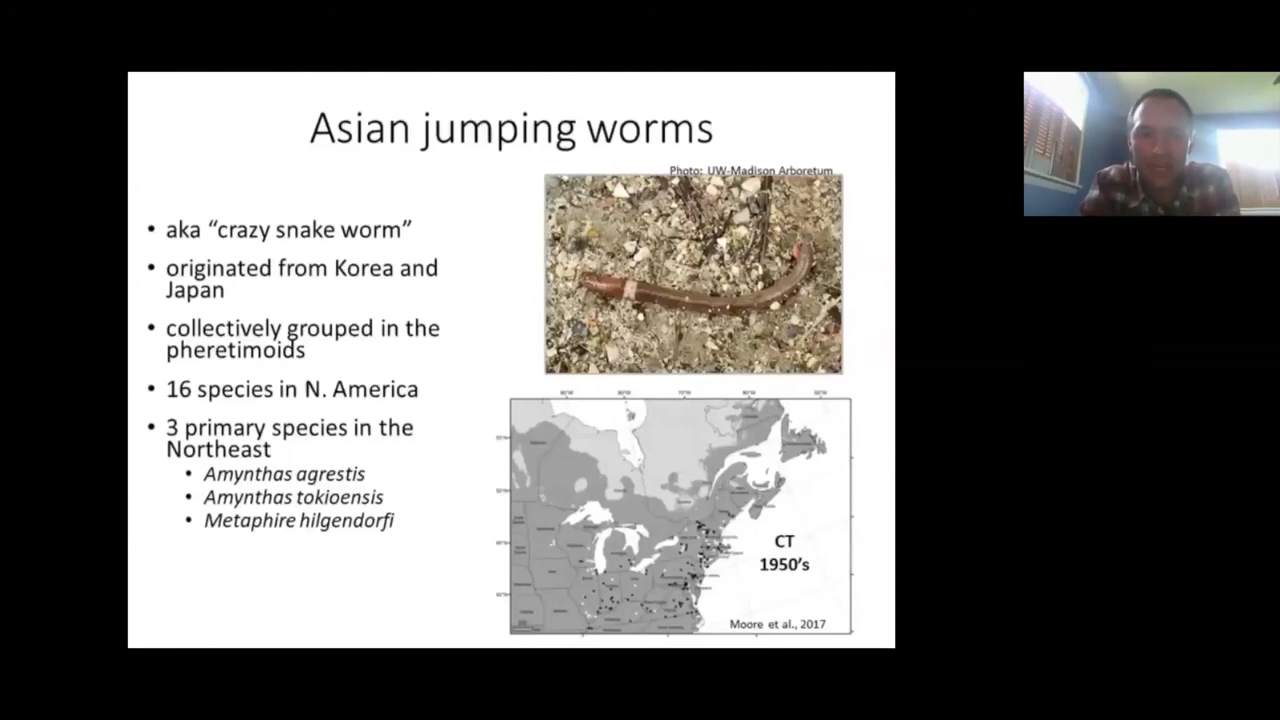 Asian jumping worms
Photo: UW-Madison Arboretum
• aka “crazy snake worm”
• originated from Korea and
Japan
• collectively grouped in the
pheretimoids
• 16 species in N. America
• 3 primary species in the
Northeast
• Amynthas agrestis
• Amynthas tokioensis
• Metaphire hilgendorfi
CT
1950’s
Moore et al., 2017